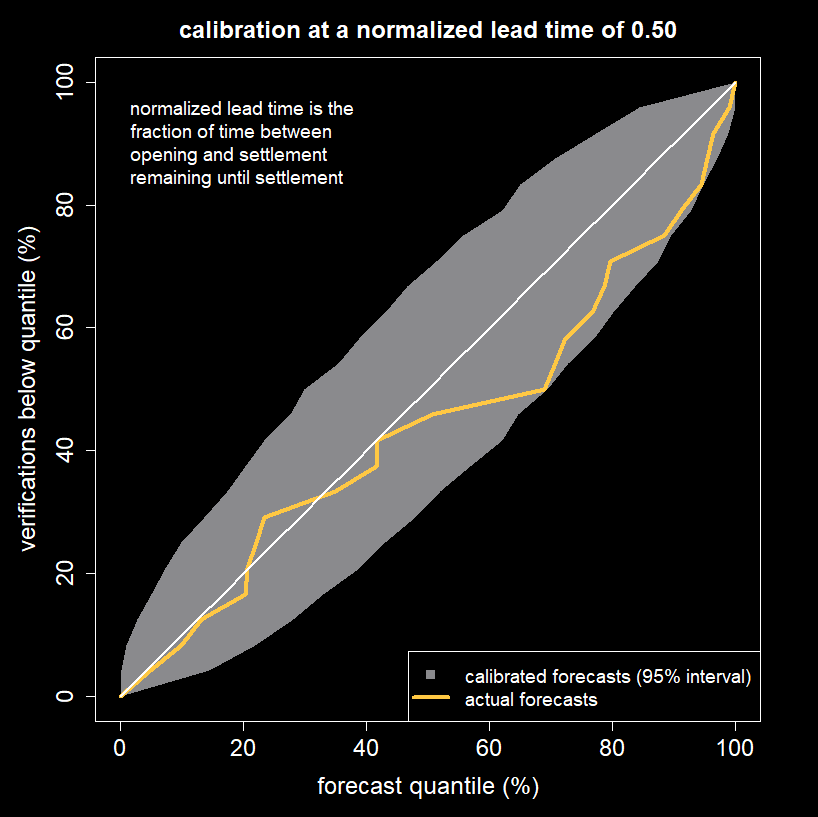 calibration at a normalized lead time of 0.50
normalized lead time is the
fraction of time between
opening and settlement
remaining until settlement
verifications below quantile (%)
100
80
60
40
20
0
calibrated forecasts (95% interval)
actual forecasts
0 20 40 60 80 100
forecast quantile (%)